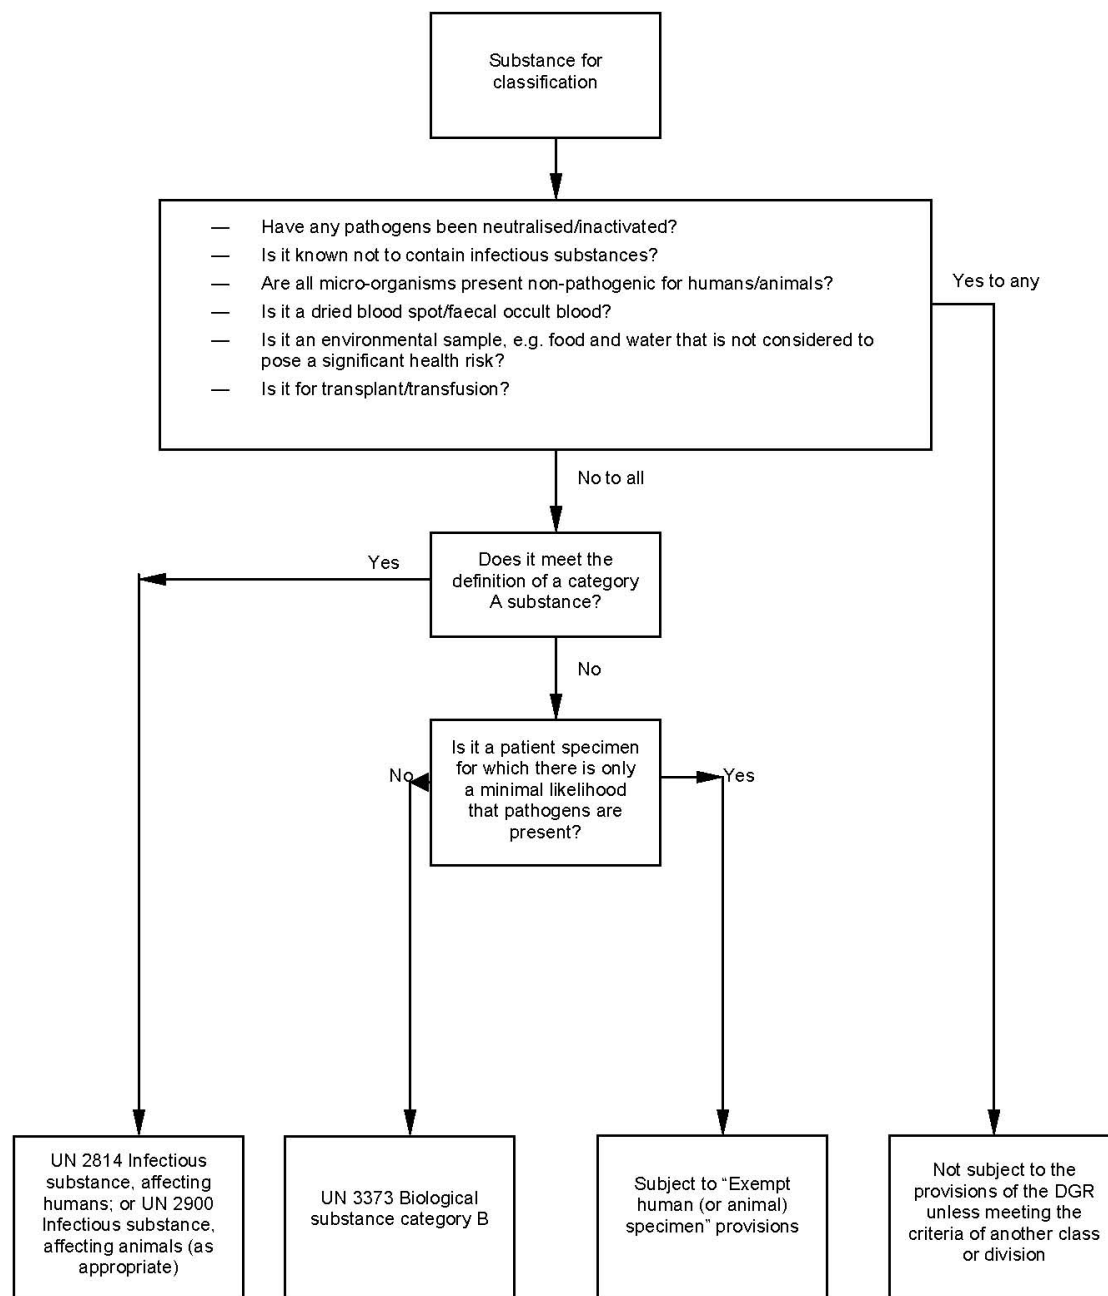 Substance for
classification
— Have any pathogens been neutralised/inactivated?
— Is it known not to contain infectious substances?
— Are all micro-organisms present non-pathogenic for humans/animals?
— Is it a dried blood spot/faecal occult blood?
— Is it an environmental sample, e.g. food and water that is not considered to
pose a significant health risk?
— Is it for transplant/transfusion?
Yes to any
No to all
Does it meet the
definition of a category
A substance?
Yes
No
Is it a patient specimen
for which there is only
a minimal likelihood
that pathogens are
present?
No
Yes
UN 2814 Infectious
substance, affecting
humans; or UN 2900
Infectious substance,
affecting animals (as
appropriate)
UN 3373 Biological
substance category B
Subject to “Exempt
human (or animal)
specimen” provisions
Not subject to the
provisions of the DGR
unless meeting the
criteria of another class
or division